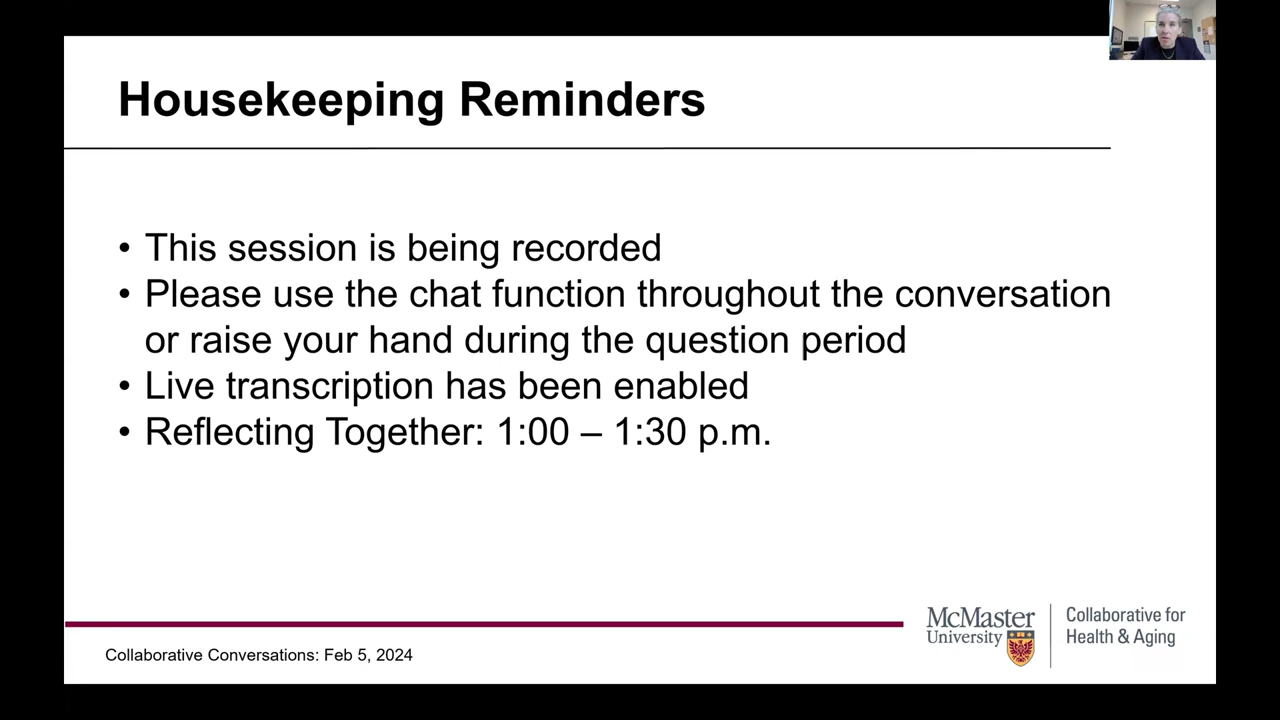 Housekeeping Reminders
• This session is being recorded
• Please use the chat function throughout the conversation
or raise your hand during the question period
• Live transcription has been enabled
• Reflecting Together: 1:00 – 1:30 p.m.
McMaster
University
Collaborative for
Health & Aging
Collaborative Conversations: Feb 5, 2024